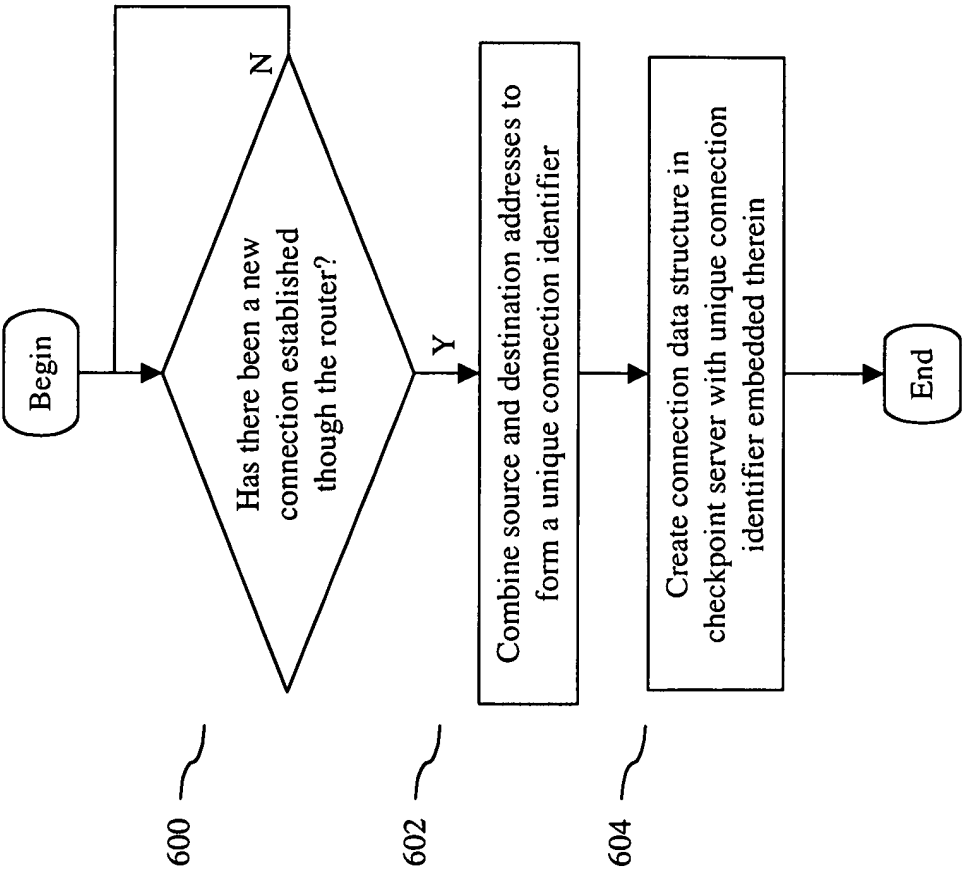 Begin
Has there been a new
connection established
though the router?
N
Y
600
Combine source and destination addresses to
form a unique connection identifier
602
Create connection data structure in
checkpoint server with unique connection
identifier embedded therein
604
End